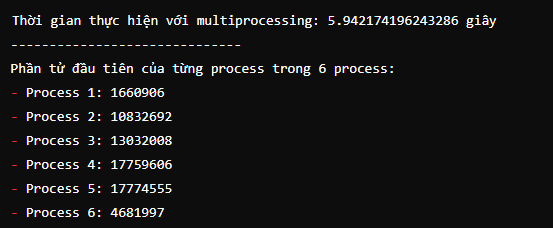 Thời gian thực hiện với multiprocessing: 5.942174196243286 giây
-----------------------------
Phần tử đầu tiên của từng process trong 6 process:
- Process 1: 1660906
- Process 2: 10832692
- Process 3: 13032008
- Process 4: 17759606
- Process 5: 17774555
- Process 6: 4681997